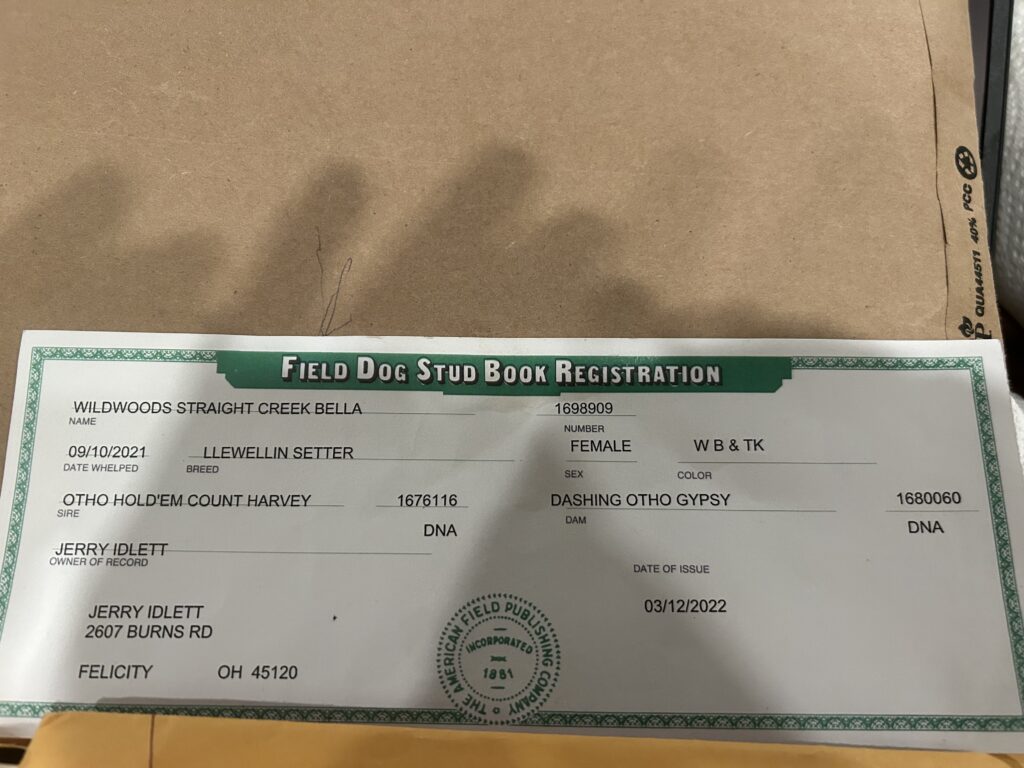 QUA44511 40% PCC
FIELD DOG STUD BOOK REGISTRATION
WILDWOODS STRAIGHT CREEK BELLA 1698909
NAME NUMBER
09/10/2021 LLEWELLIN SETTER FEMALE W B & TK
DATE WHELPED BREED SEX COLOR
OTHO HOLD'EM COUNT HARVEY 1676116 DASHING OTHO GYPSY 1680060
SIRE DAM
DNA DNA
JERRY IDLETT
OWNER OF RECORD DATE OF ISSUE
JERRY IDLETT 03/12/2022
2607 BURNS RD
FELICITY OH 45120
THE AMERICAN FIELD PUBLISHING COMPANY
INCORPORATED
1881